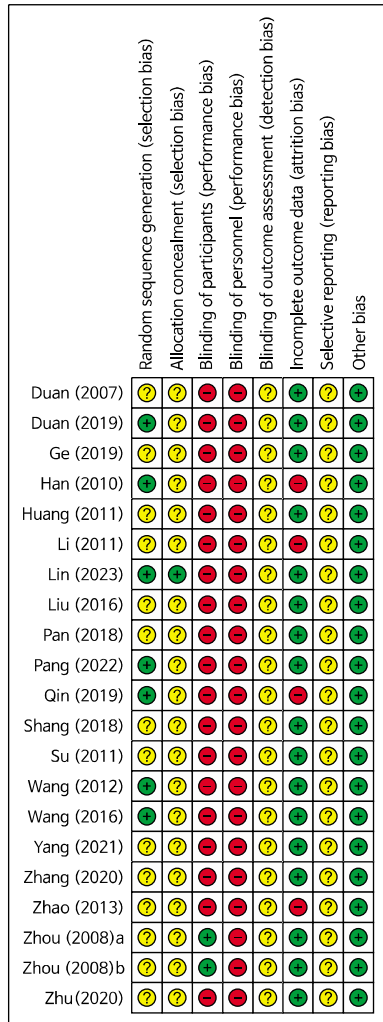 Random sequence generation (selection bias)
Allocation concealment (selection bias)
Blinding of participants (performance bias)
Blinding of personnel (performance bias)
Blinding of outcome assessment (detection bias)
Incomplete outcome data (attrition bias)
Selective reporting (reporting bias)
Other bias
Duan (2007) ? ? − − ? + ? +
Duan (2019) + ? − − ? + ? +
Ge (2019) ? ? − − ? + ? +
Han (2010) + ? − − ? − ? +
Huang (2011) ? ? − − ? + ? +
Li (2011) ? ? − − ? − ? +
Lin (2023) + + − − ? + ? +
Liu (2016) ? ? − − ? + ? +
Pan (2018) ? ? − − ? + ? +
Pang (2022) + ? − − ? + ? +
Qin (2019) + ? − − ? − ? +
Shang (2018) ? ? − − ? + ? +
Su (2011) ? ? − − ? + ? +
Wang (2012) + ? − − ? + ? +
Wang (2016) + ? − − ? + ? +
Yang (2021) ? ? − − ? + ? +
Zhang (2020) ? ? − − ? + ? +
Zhao (2013) ? ? − − ? − ? +
Zhou (2008)a ? ? + − ? + ? +
Zhou (2008)b ? ? + − ? + ? +
Zhu(2020) ? ? − − ? + ? +